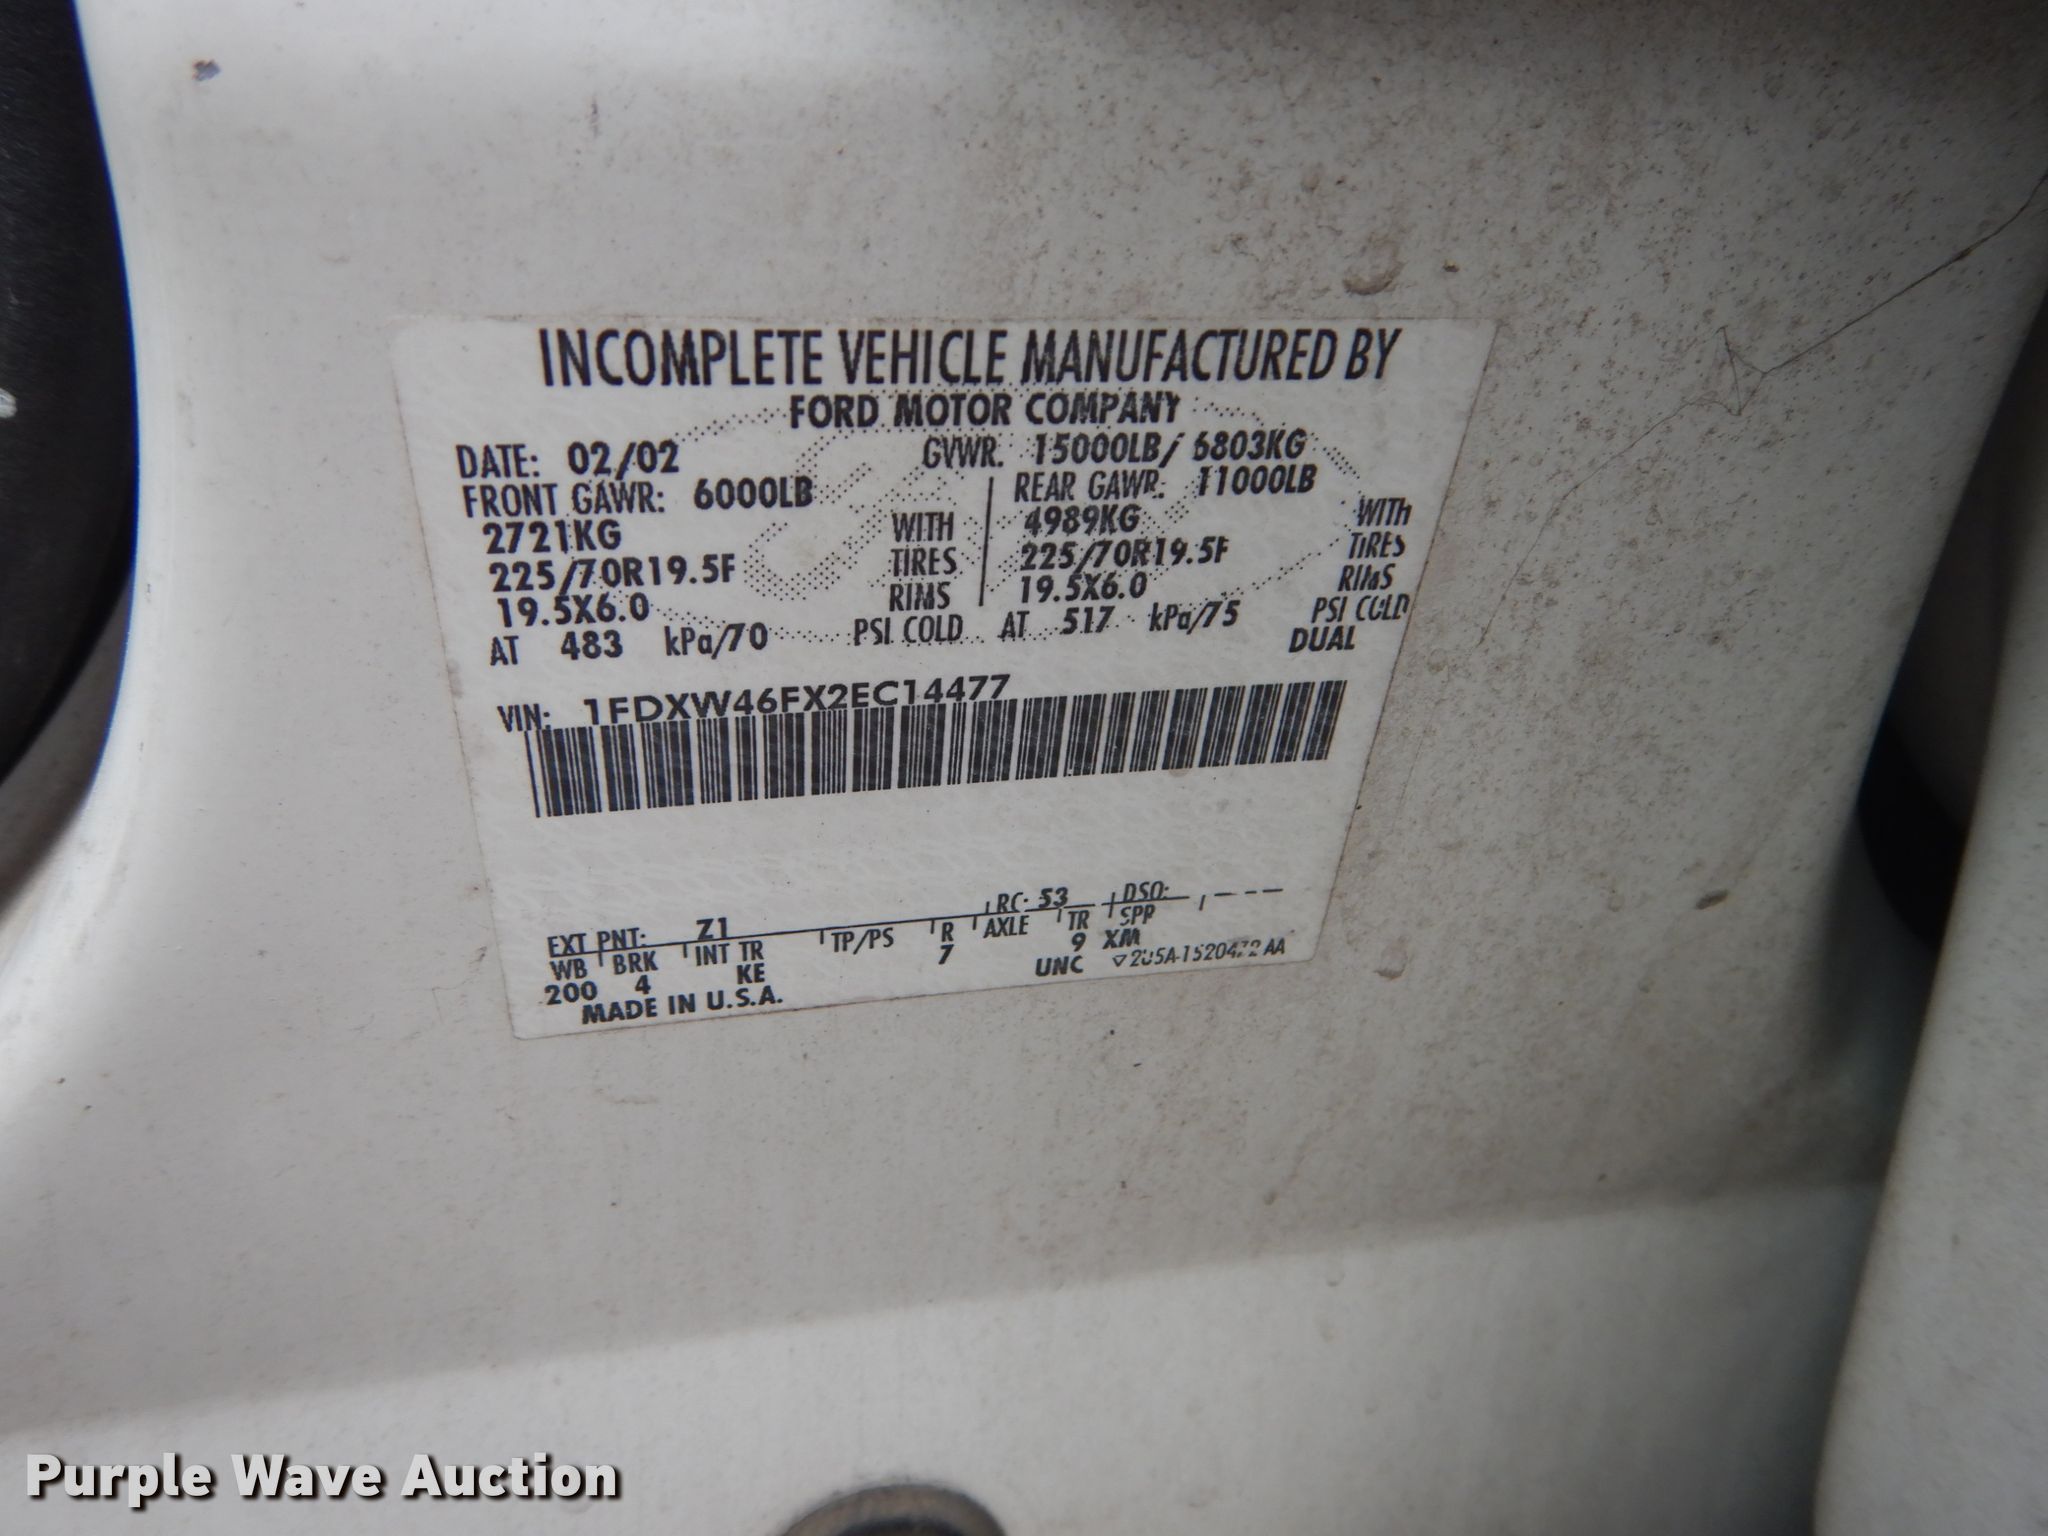 INCOMPLETE VEHICLE MANUFACTURED BY
FORD MOTOR COMPANY
DATE: 02/02 GVWR: 15000LB/ 6803KG
FRONT GAWR: 6000LB REAR GAWR: 11000LB
2721KG WITH 4989KG WITH
225/70R19.5F TIRES 225/70R19.5F TIRES
19.5X6.0 RIMS 19.5X6.0 RIMS
AT 483 kPa/70 PSI COLD AT 517 kPa/75 PSI COLD
DUAL
VIN: 1FDXW46FX2EC14477
EXT PNT: Z1 RC: 53 DSO:
WB BRK INT TR TP/PS R AXLE TR SPR
200 4 KE 7 9 XM
UNC
MADE IN U.S.A.
Purple Wave Auction